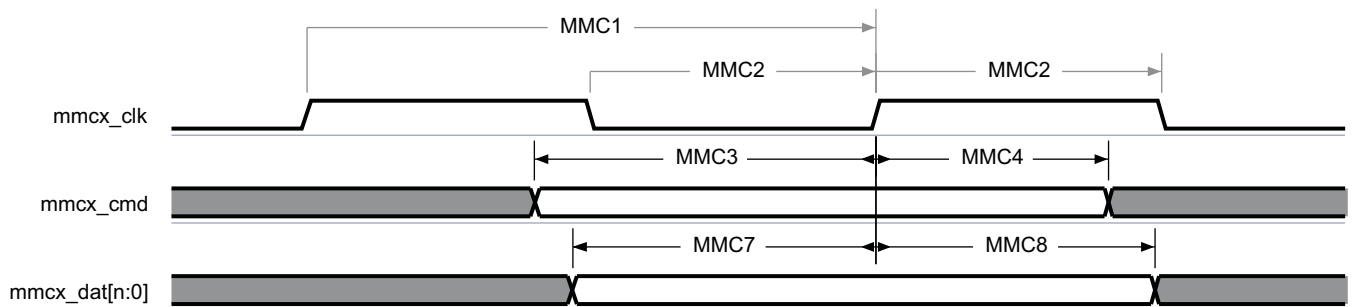 MMC1
MMC2 MMC2
mmcx_clk
MMC3 MMC4
mmcx_cmd
MMC7 MMC8
mmcx_dat[n:0]